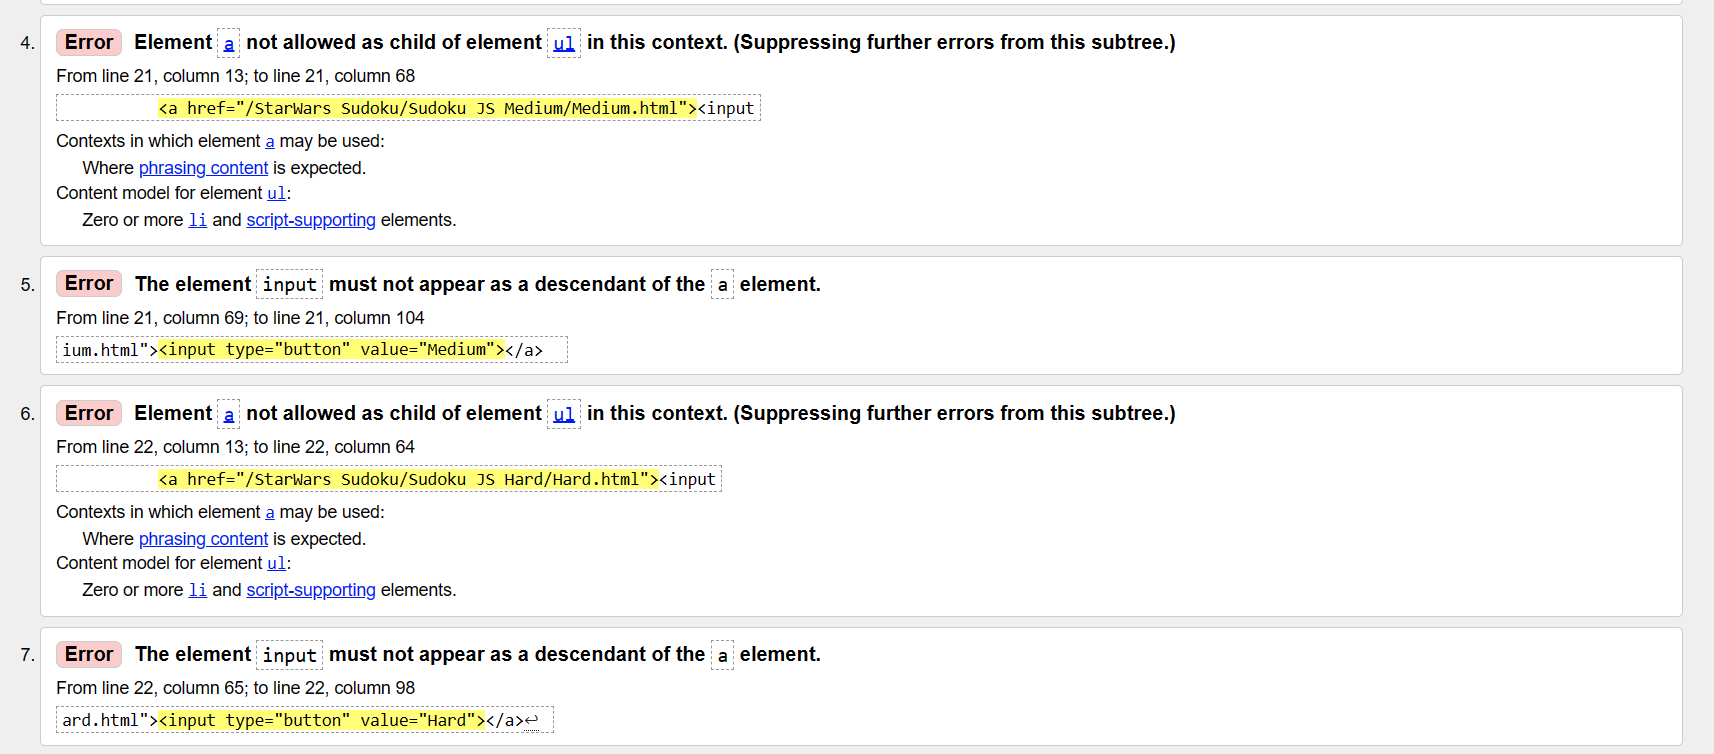 4. Error Element a not allowed as child of element ul in this context. (Suppressing further errors from this subtree.)
From line 21, column 13; to line 21, column 68
<a href="/StarWars Sudoku/Sudoku JS Medium/Medium.html"><input
Contexts in which element a may be used:
Where phrasing content is expected.
Content model for element ul:
Zero or more li and script-supporting elements.
5. Error The element input must not appear as a descendant of the a element.
From line 21, column 69; to line 21, column 104
ium.html"><input type="button" value="Medium"></a>
6. Error Element a not allowed as child of element ul in this context. (Suppressing further errors from this subtree.)
From line 22, column 13; to line 22, column 64
<a href="/StarWars Sudoku/Sudoku JS Hard/Hard.html"><input
Contexts in which element a may be used:
Where phrasing content is expected.
Content model for element ul:
Zero or more li and script-supporting elements.
7. Error The element input must not appear as a descendant of the a element.
From line 22, column 65; to line 22, column 98
ard.html"><input type="button" value="Hard"></a>↩